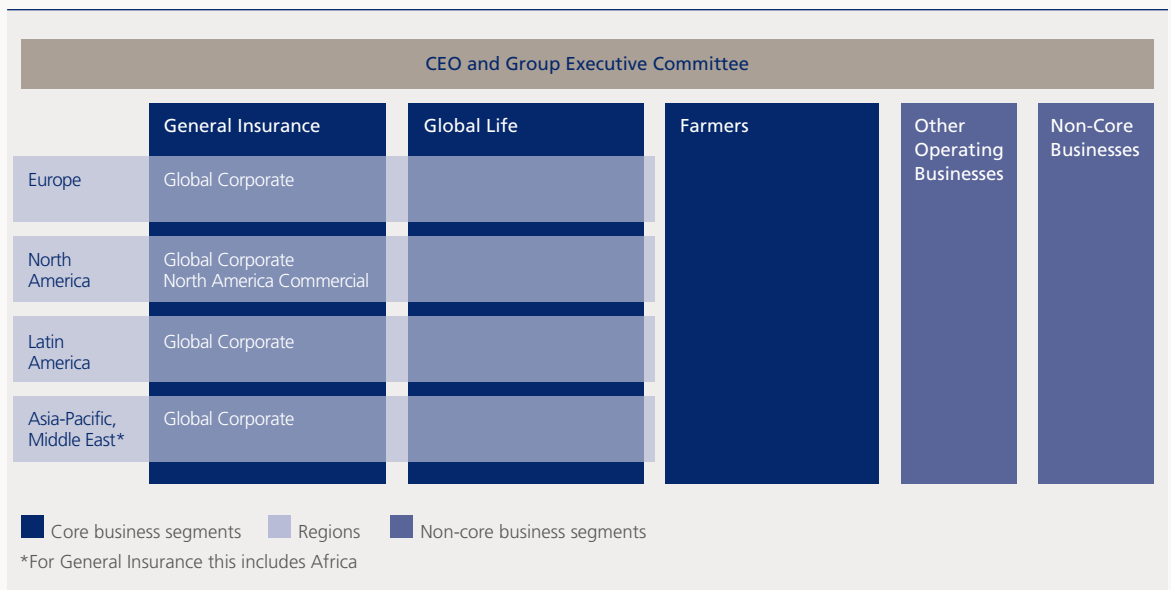 CEO and Group Executive Committee
General Insurance
Global Life
Farmers
Other
Operating
Businesses
Non-Core
Businesses
Europe
Global Corporate
North
America
Global Corporate
North America Commercial
Latin
America
Global Corporate
Asia-Pacific,
Middle East*
Global Corporate
Core business segments
Regions
Non-core business segments
*For General Insurance this includes Africa